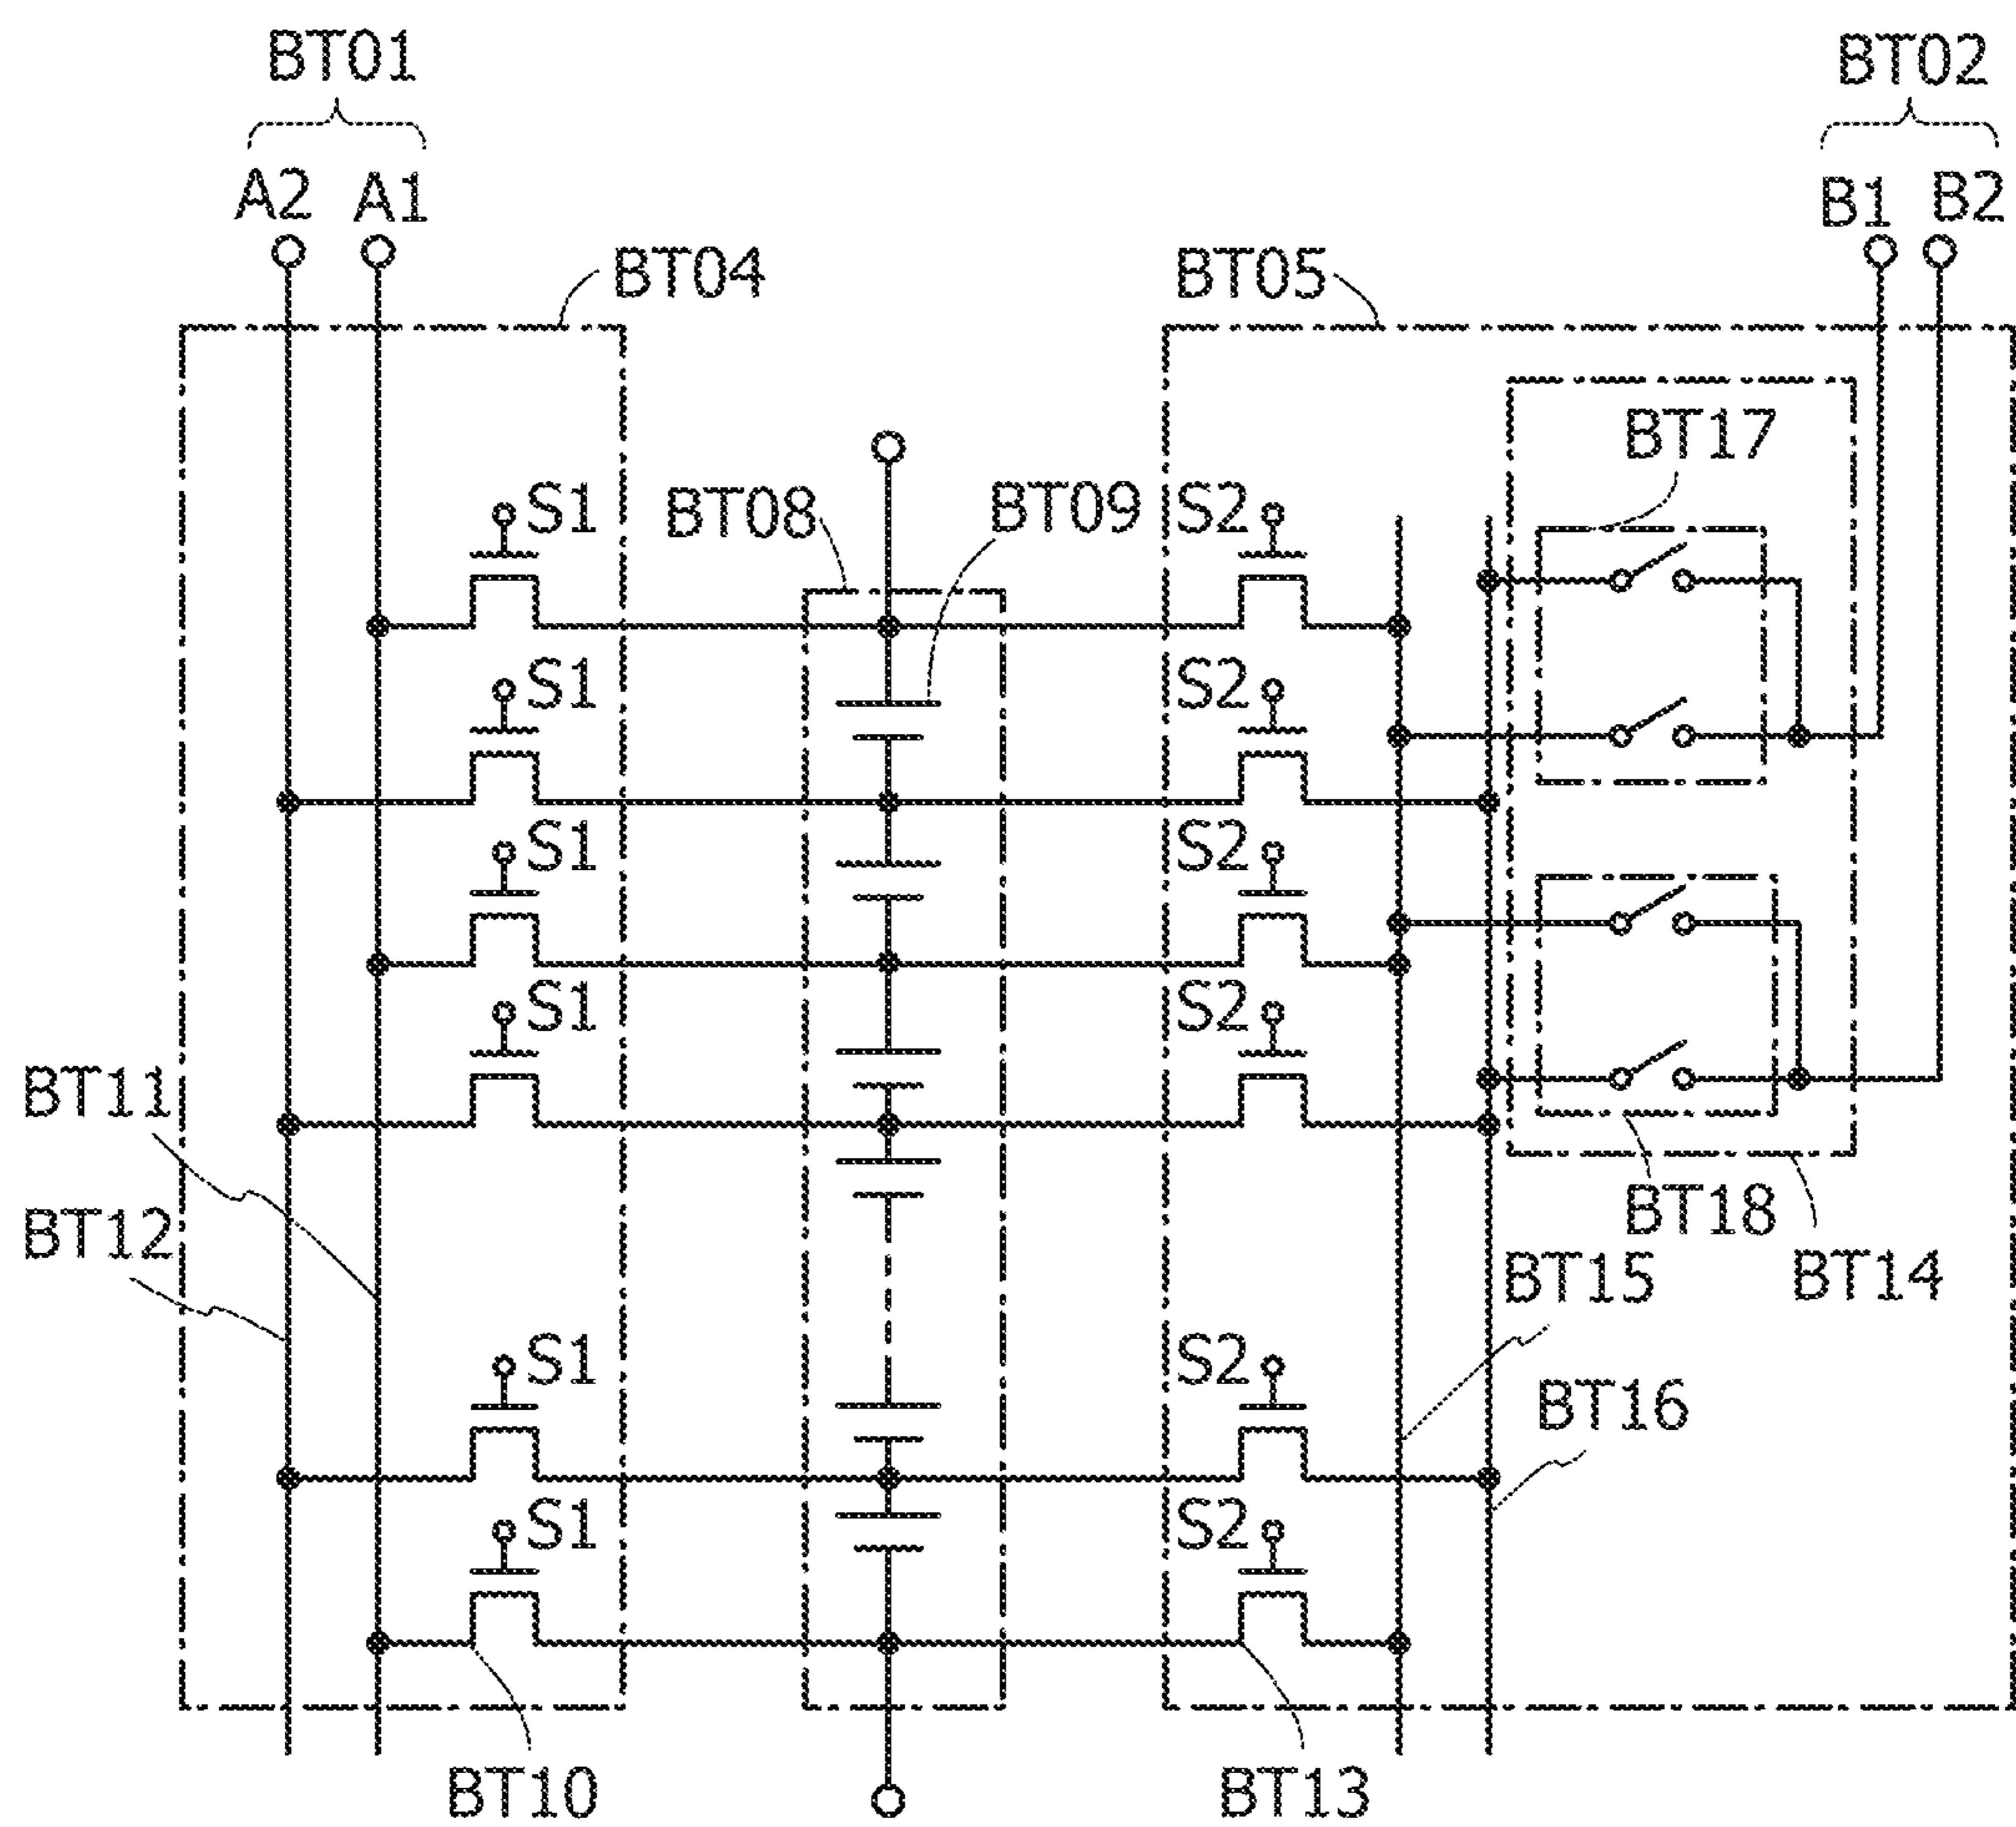 BT01
BT02
A2 A1
B1 B2
BT04
BT05
BT17
BT08
BT09
S1
S2
S1
S2
S1
S2
S1
S2
BT11
BT12
BT18
BT14
BT15
S1
S2
BT16
S1
S2
BT10
BT13